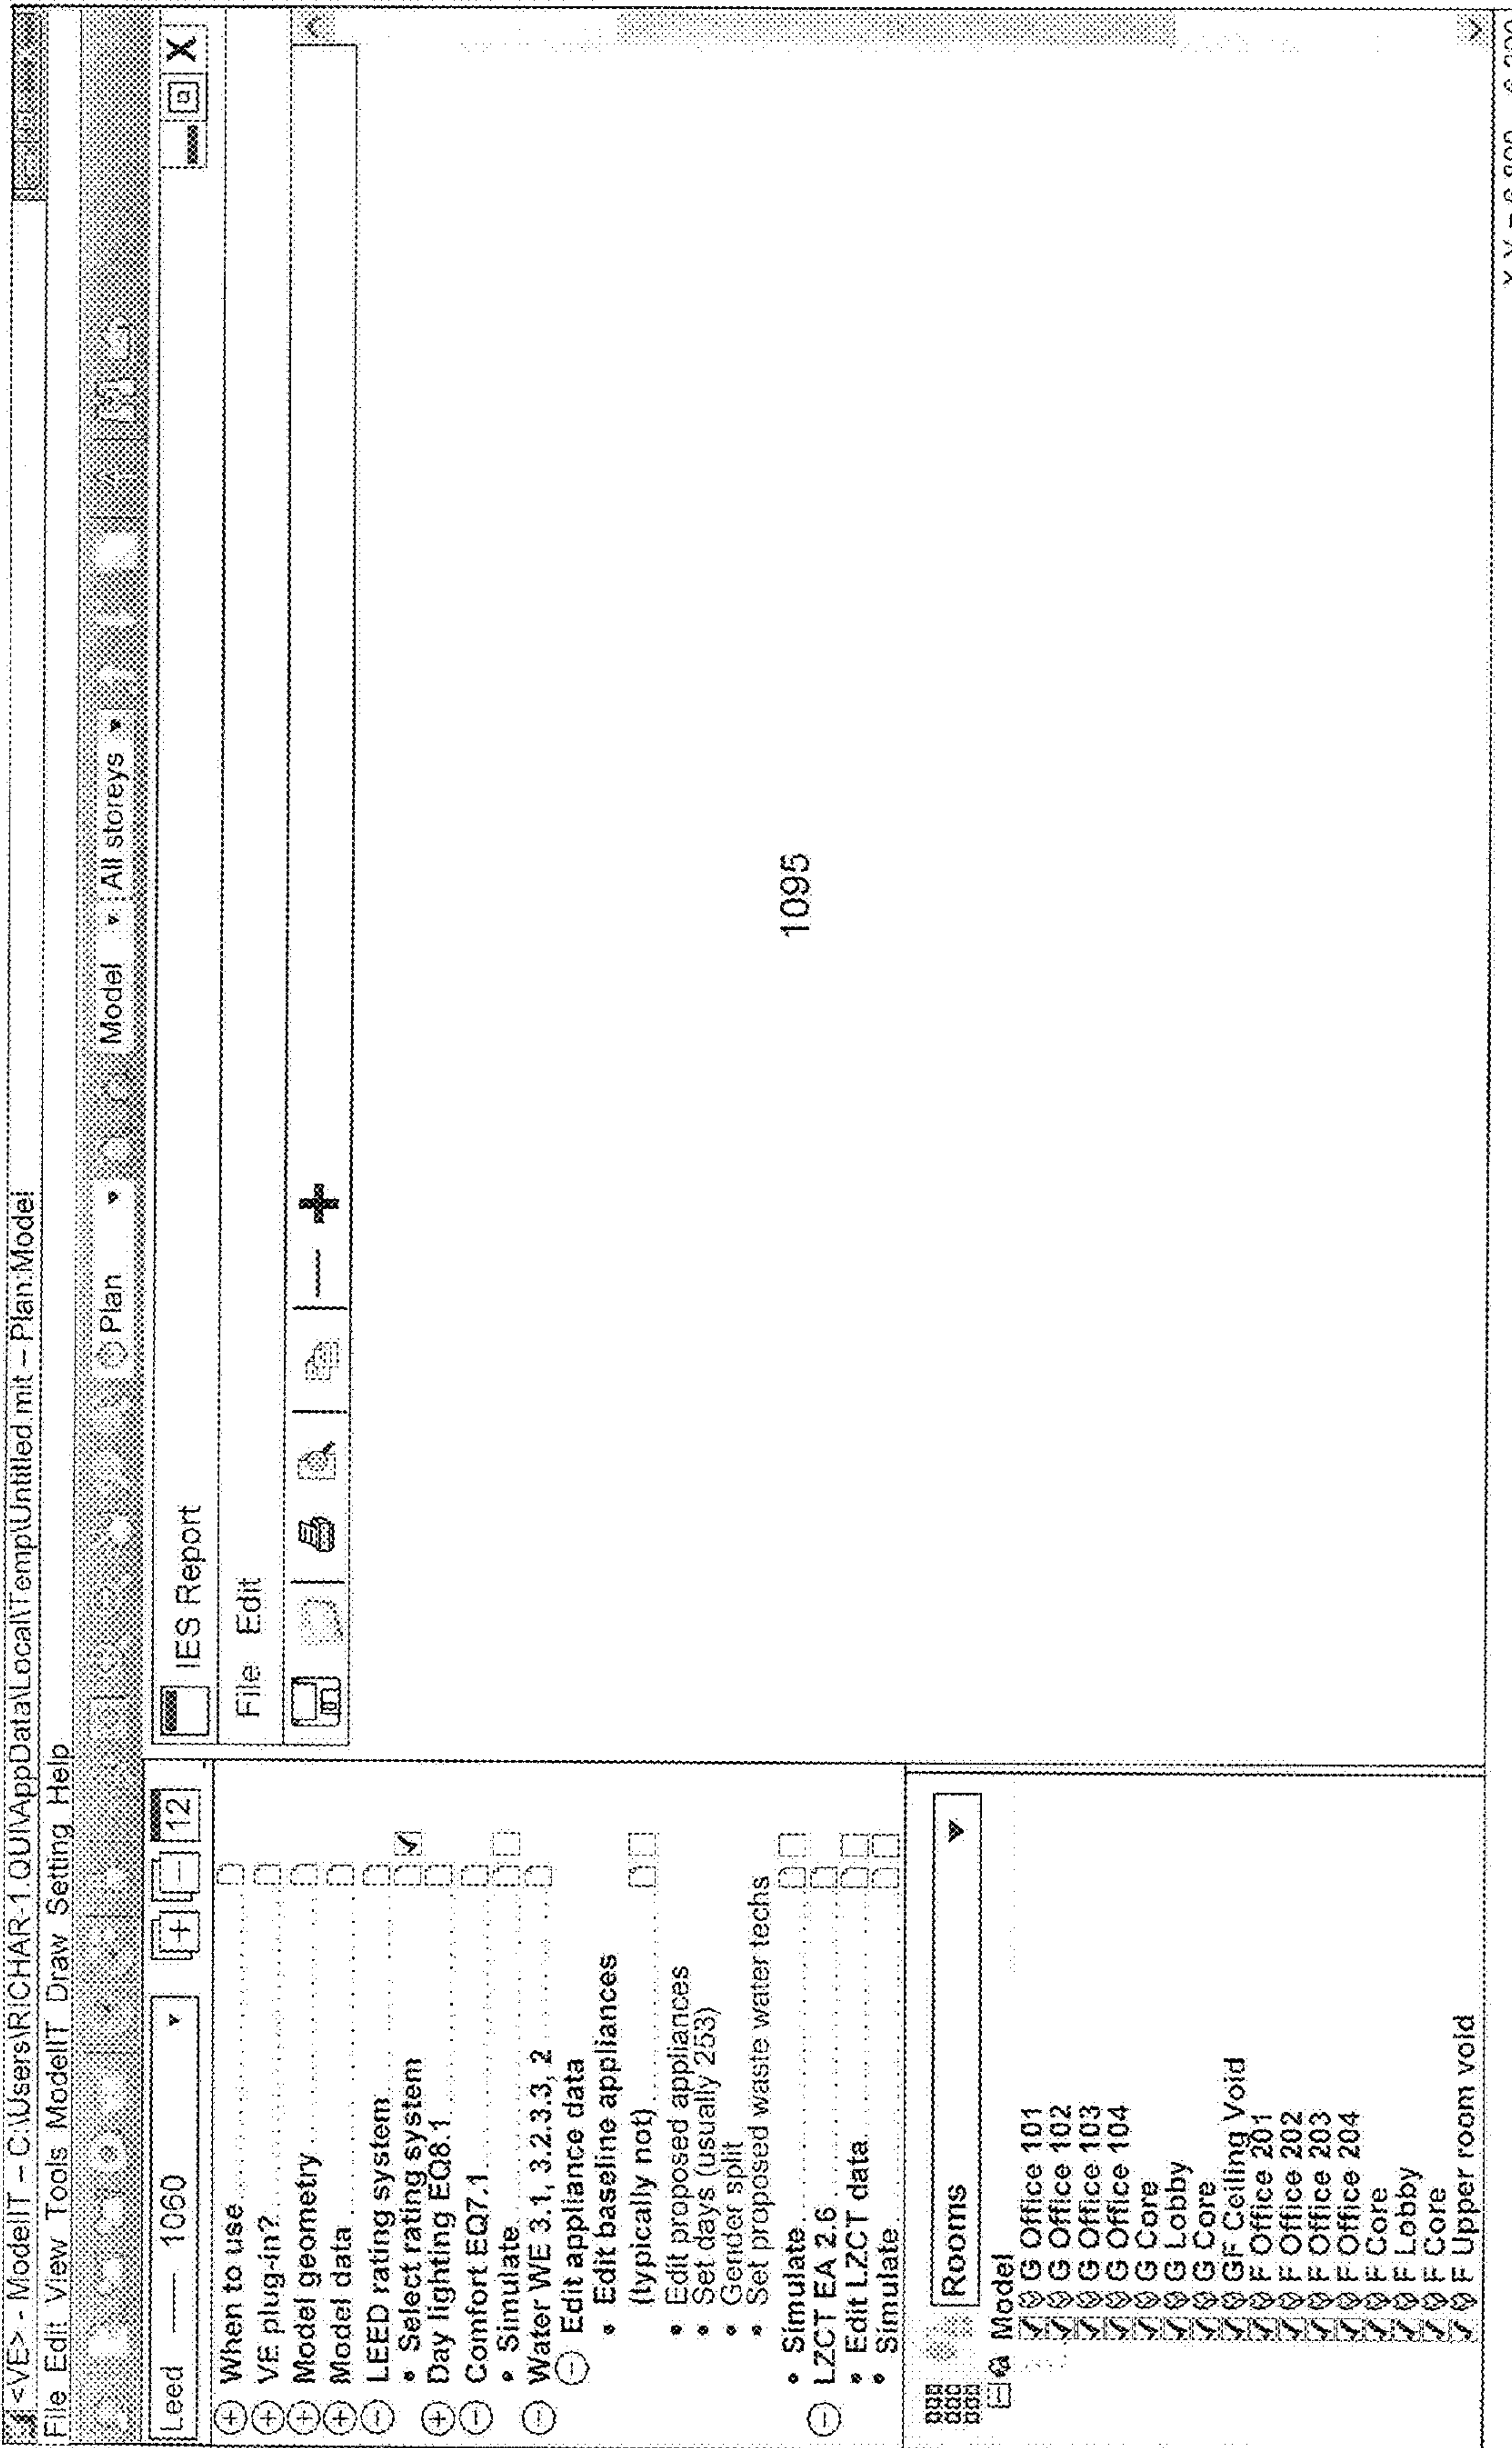 <VE> - ModelIT – C:\Users\RICHAR-1.QUI\AppData\Local\Temp\Untitled.mit – Plan:Model
File Edit View Tools ModelIT Draw Setting Help
Plan Model All storeys
Leed 1060
12
When to use
VE plug-in?
Model geometry
Model data
LEED rating system
• Select rating system
Day lighting EQ8.1
Comfort EQ7.1
• Simulate
Water WE 3.1, 3.2.3.3, 2
Edit appliance data
• Edit baseline appliances
(typically not)
• Edit proposed appliances
• Set days (usually 253)
• Gender split
• Set proposed waste water techs
• Simulate
LZCT EA 2.6
• Edit LZCT data
• Simulate
Rooms
Model
G Office 101
G Office 102
G Office 103
G Office 104
G Core
G Lobby
G Core
GF Ceiling Void
F Office 201
F Office 202
F Office 203
F Office 204
F Core
F Lobby
F Core
F Upper room void
IES Report
File Edit
1095